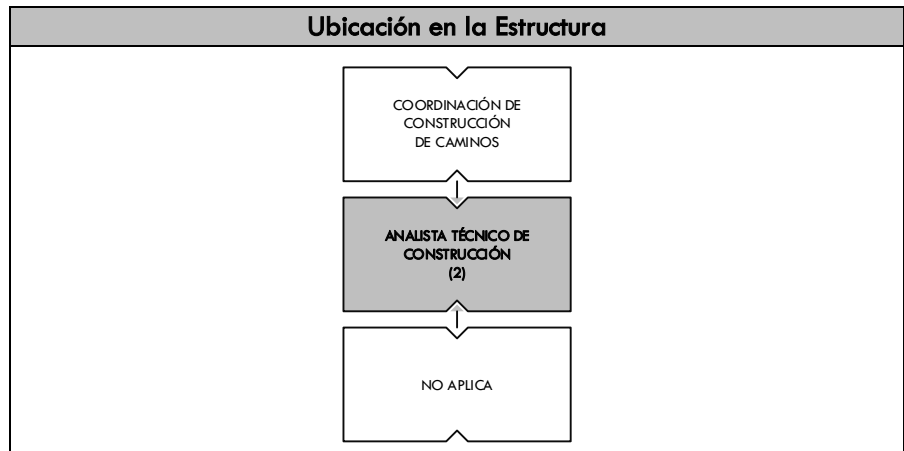 Ubicación en la Estructura
COORDINACIÓN DE
CONSTRUCCIÓN
DE CAMINOS
ANALISTA TÉCNICO DE
CONSTRUCCIÓN
(2)
NO APLICA